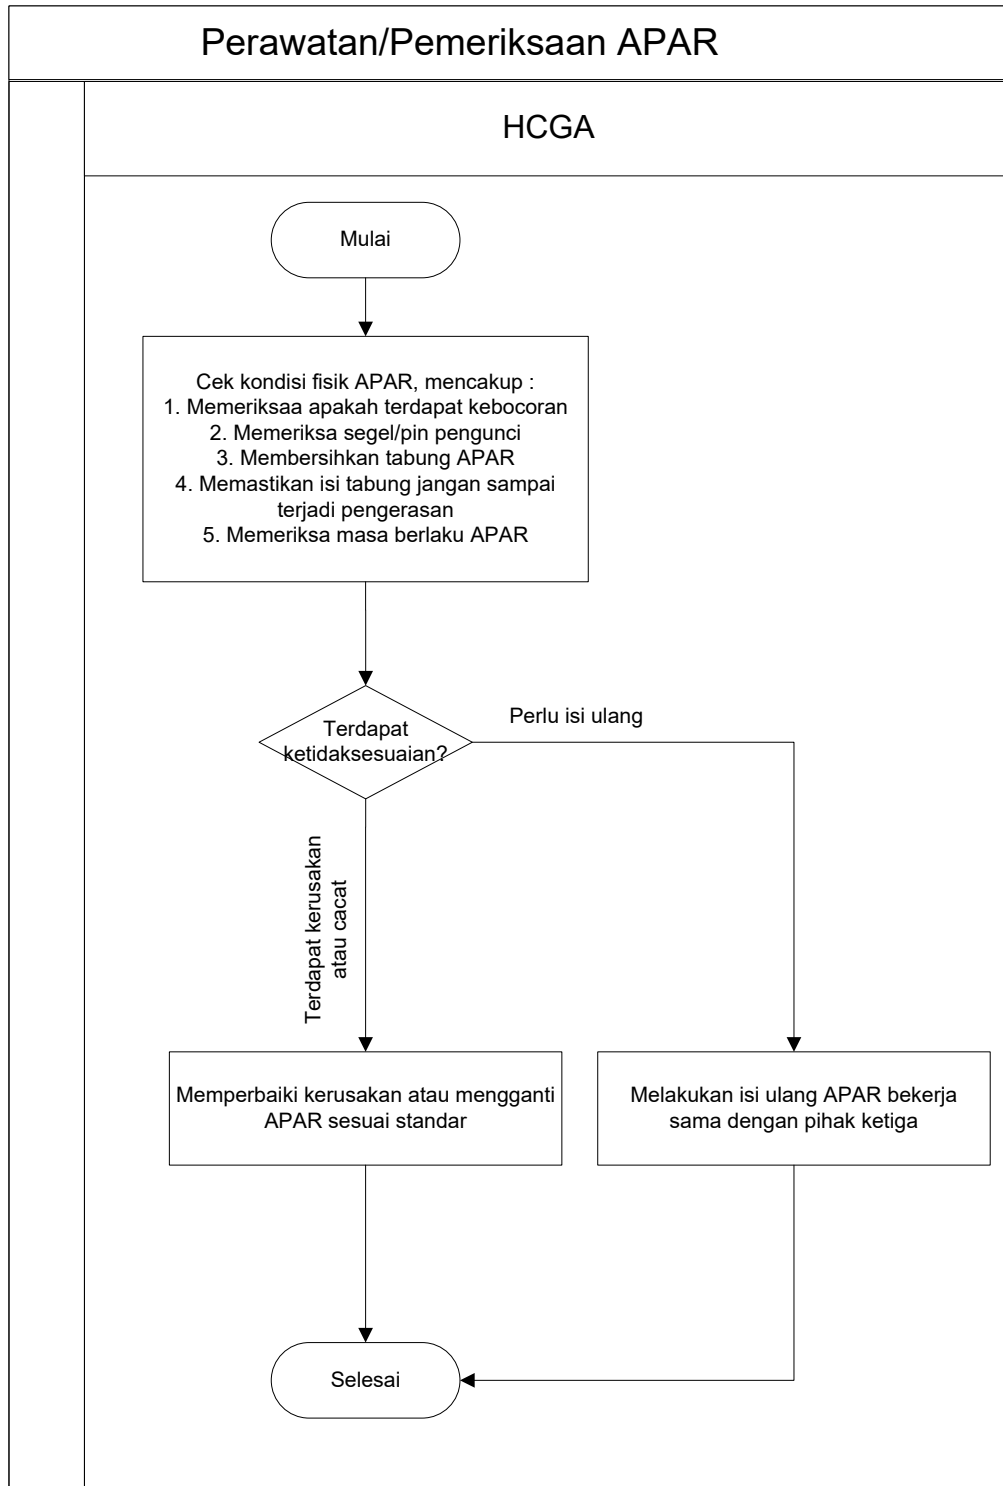 Perawatan/Pemeriksaan APAR
HCGA
Mulai
Cek kondisi fisik APAR, mencakup :
1. Memeriksaa apakah terdapat kebocoran
2. Memeriksa segel/pin pengunci
3. Membersihkan tabung APAR
4. Memastikan isi tabung jangan sampai
terjadi pengerasan
5. Memeriksa masa berlaku APAR
Terdapat
ketidaksesuaian?
Perlu isi ulang
Terdapat kerusakan
atau cacat
Memperbaiki kerusakan atau mengganti
APAR sesuai standar
Melakukan isi ulang APAR bekerja
sama dengan pihak ketiga
Selesai